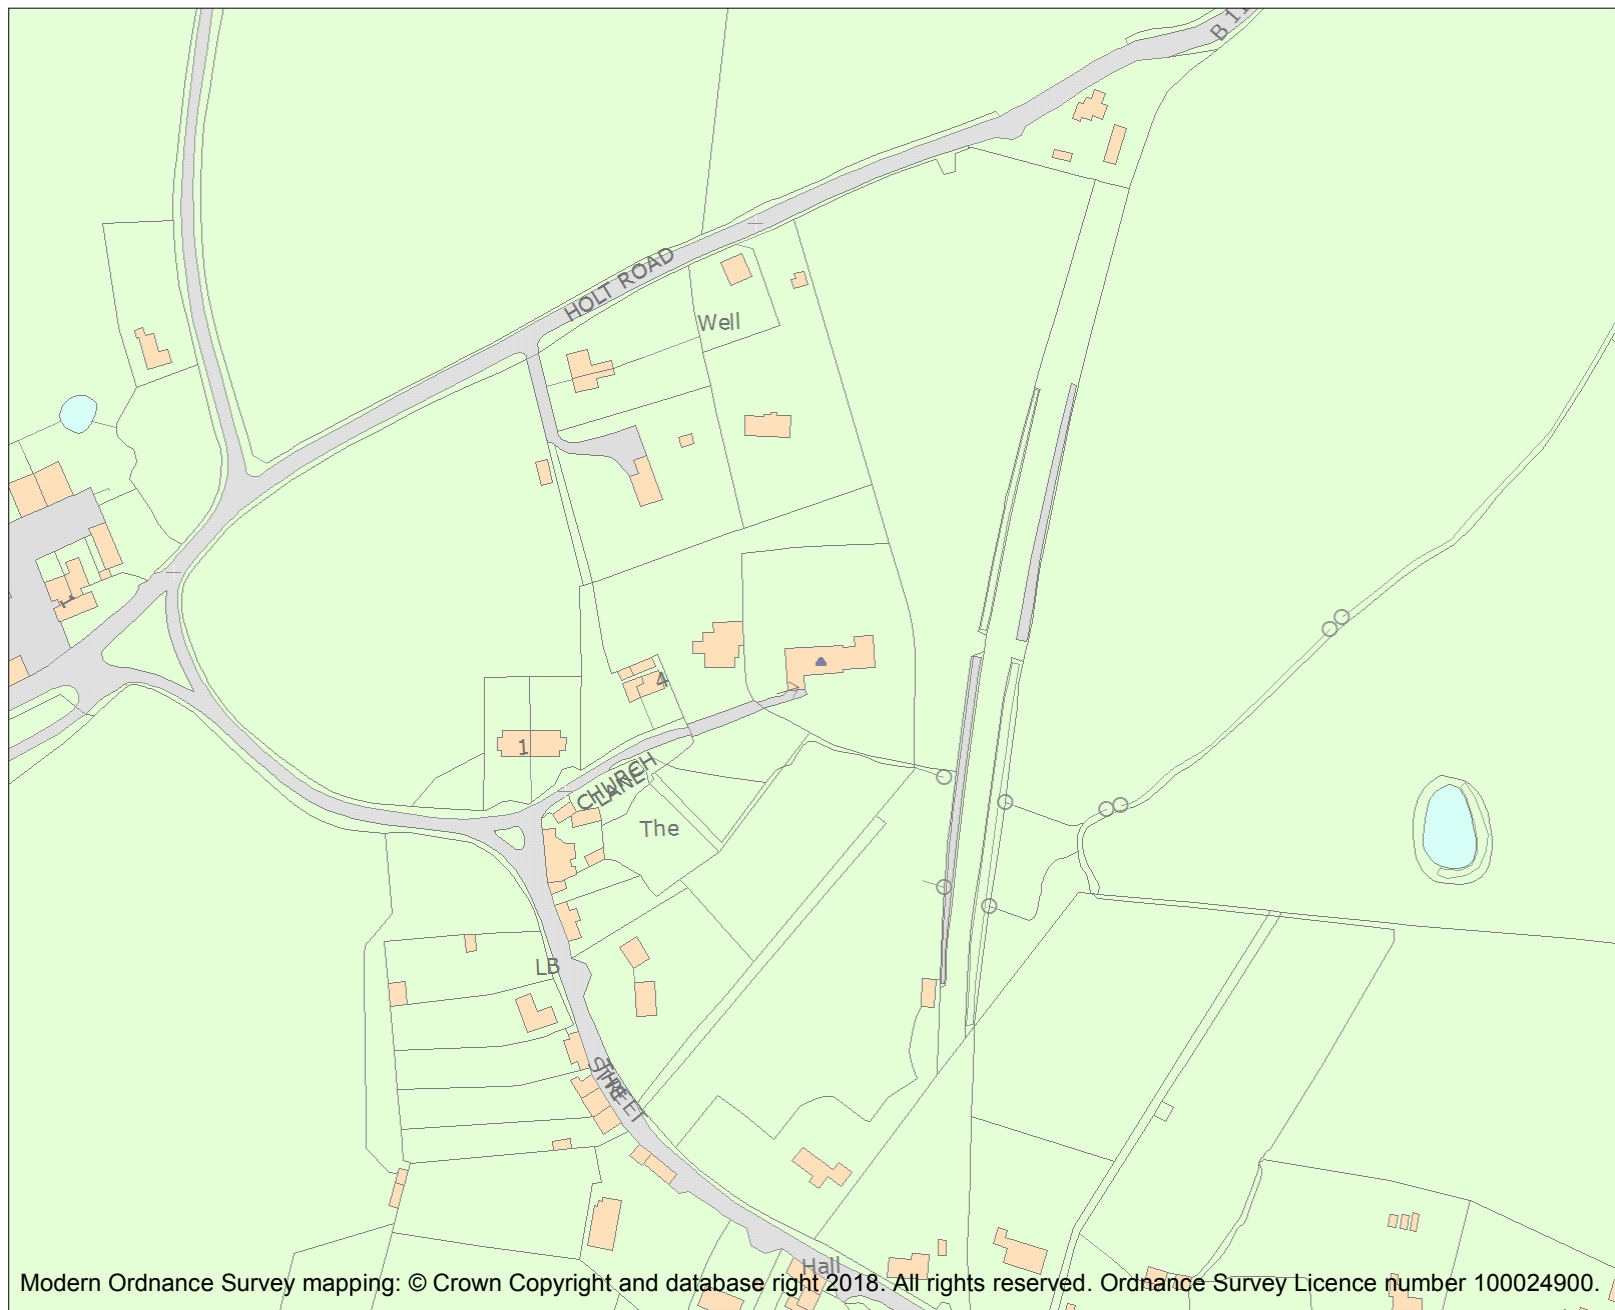 B 11
HOLT ROAD
Well
1
4
1
CHURCH
LANE
The
LB
THE
STREET
Hall
Modern Ordnance Survey mapping: © Crown Copyright and database right 2018. All rights reserved. Ordnance Survey Licence number 100024900.